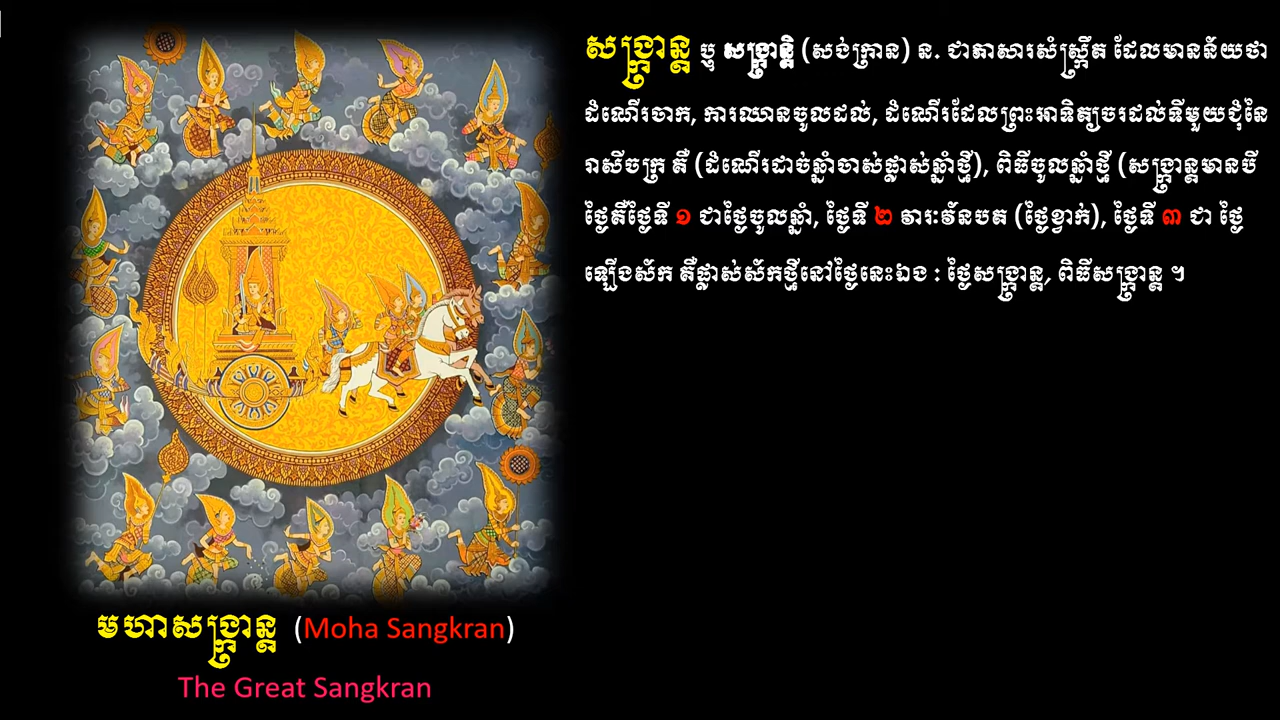 សង្ក្រាន្ត ឬ សង្ក្រាន្តិ (សង់ក្រាន) ន. ជាភាសារសំស្ក្រឹត ដែលមានន័យថា
ដំណើរចាក, ការឈានចូលដល់, ដំណើរដែលព្រះអាទិត្យចរដល់ទីមួយជុំនៃ
រាសីចក្រ គឺ (ដំណើរដាច់ឆ្នាំចាស់ផ្លាស់ឆ្នាំថ្មី), ពិធីចូលឆ្នាំថ្មី (សង្ក្រាន្តមានបី
ថ្ងៃគឺថ្ងៃទី ១ ជាថ្ងៃចូលឆ្នាំ, ថ្ងៃទី ២ វារៈវ័នបត (ថ្ងៃខ្វាក់), ថ្ងៃទី ៣ ជា ថ្ងៃ
ឡើងស័ក គឺផ្លាស់ស័កថ្មីនៅថ្ងៃនេះឯង : ថ្ងៃសង្ក្រាន្ត, ពិធីសង្ក្រាន្ត ។
មហាសង្ក្រាន្ត (Moha Sangkran)
The Great Sangkran